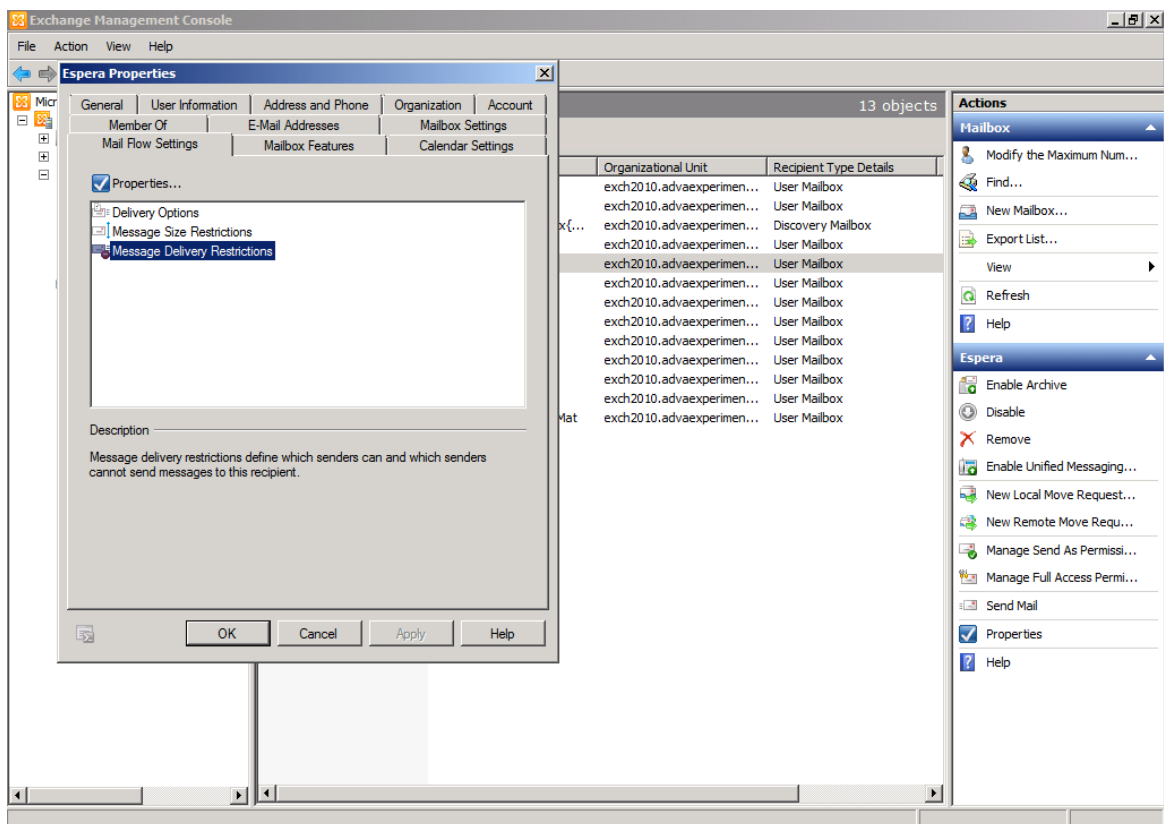 Exchange Management Console
File Action View Help
Espera Properties
General User Information Address and Phone Organization Account
Member Of E-Mail Addresses Mailbox Settings
Mail Flow Settings Mailbox Features Calendar Settings
Properties...
Delivery Options
Message Size Restrictions
Message Delivery Restrictions
Description
Message delivery restrictions define which senders can and which senders
cannot send messages to this recipient.
OK Cancel Apply Help
Micr
13 objects
Organizational Unit Recipient Type Details
exch2010.advaexperimen... User Mailbox
exch2010.advaexperimen... User Mailbox
x{... exch2010.advaexperimen... Discovery Mailbox
exch2010.advaexperimen... User Mailbox
exch2010.advaexperimen... User Mailbox
exch2010.advaexperimen... User Mailbox
exch2010.advaexperimen... User Mailbox
exch2010.advaexperimen... User Mailbox
exch2010.advaexperimen... User Mailbox
exch2010.advaexperimen... User Mailbox
exch2010.advaexperimen... User Mailbox
exch2010.advaexperimen... User Mailbox
Mat exch2010.advaexperimen... User Mailbox
Actions
Mailbox
Modify the Maximum Num...
Find...
New Mailbox...
Export List...
View
Refresh
Help
Espera
Enable Archive
Disable
Remove
Enable Unified Messaging...
New Local Move Request...
New Remote Move Requ...
Manage Send As Permissi...
Manage Full Access Permi...
Send Mail
Properties
Help